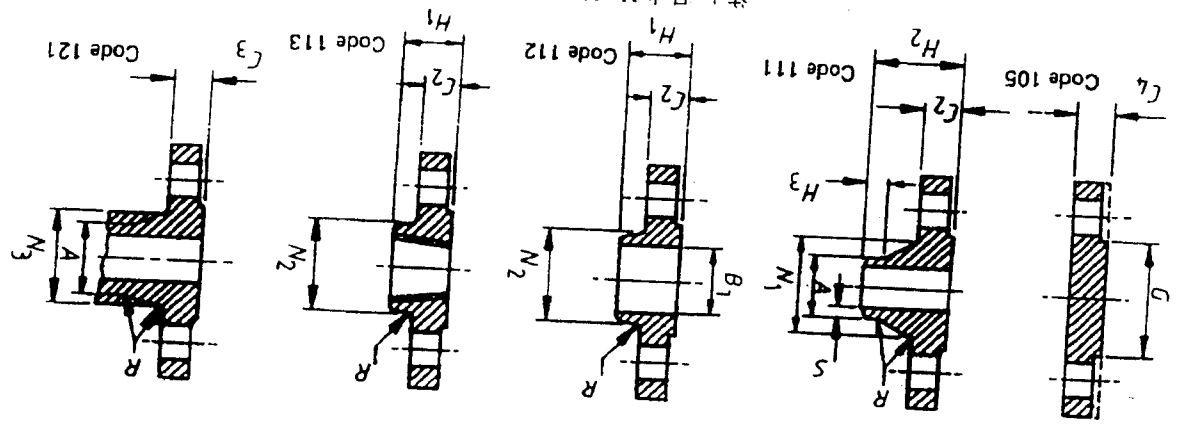 G
C4
Code 105
R
S
N1
A
H3
C2
H2
Code 111
R
B1
N2
C2
H1
Code 112
R
N2
C2
H1
Code 113
R
A
N3
C3
Code 121